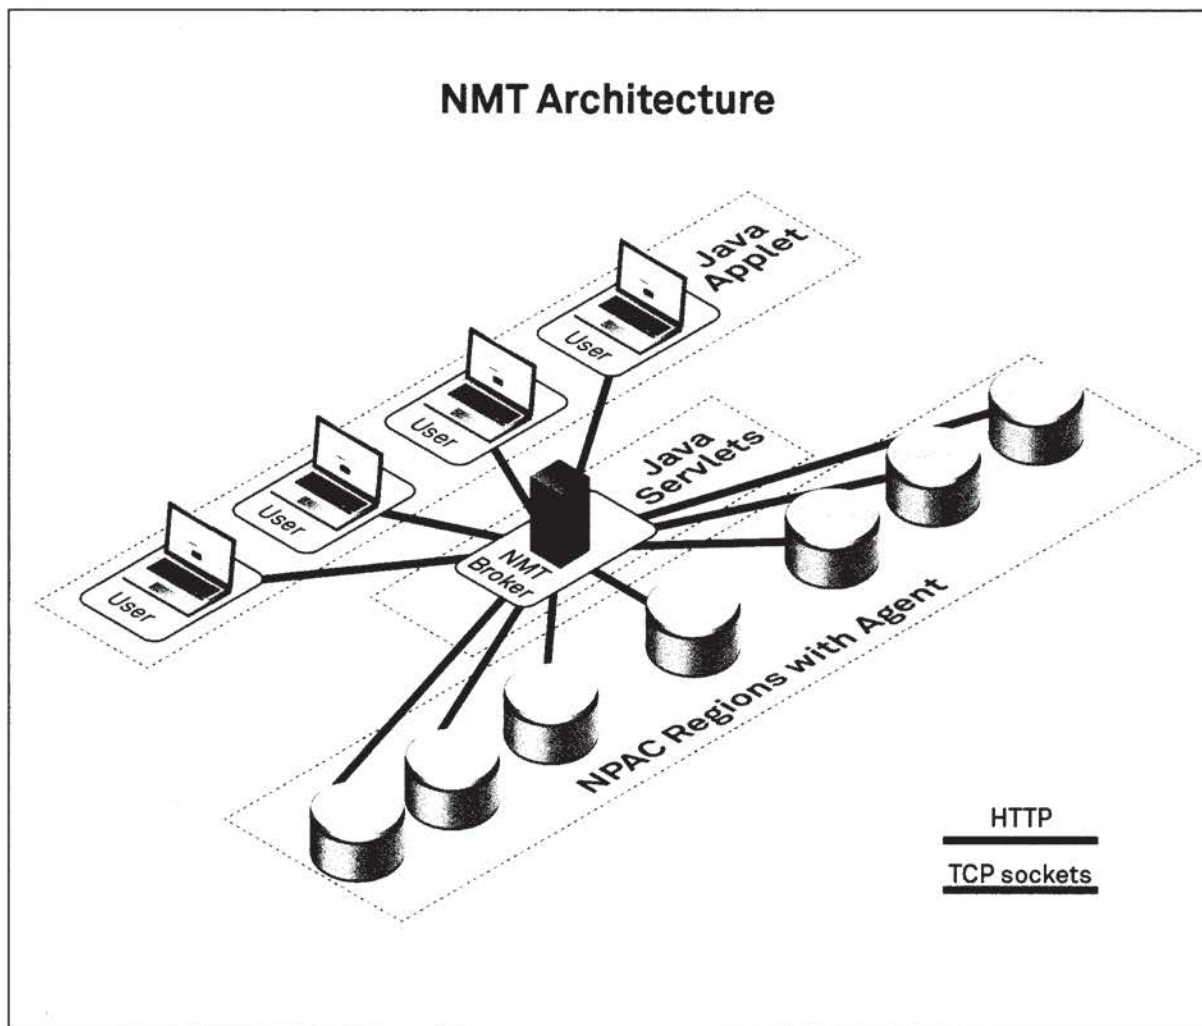 NMT Architecture
Java
Applet
User
User
User
User
Java
Servlets
NMT
Broker
NPAC Regions with Agent
HTTP
TCP sockets